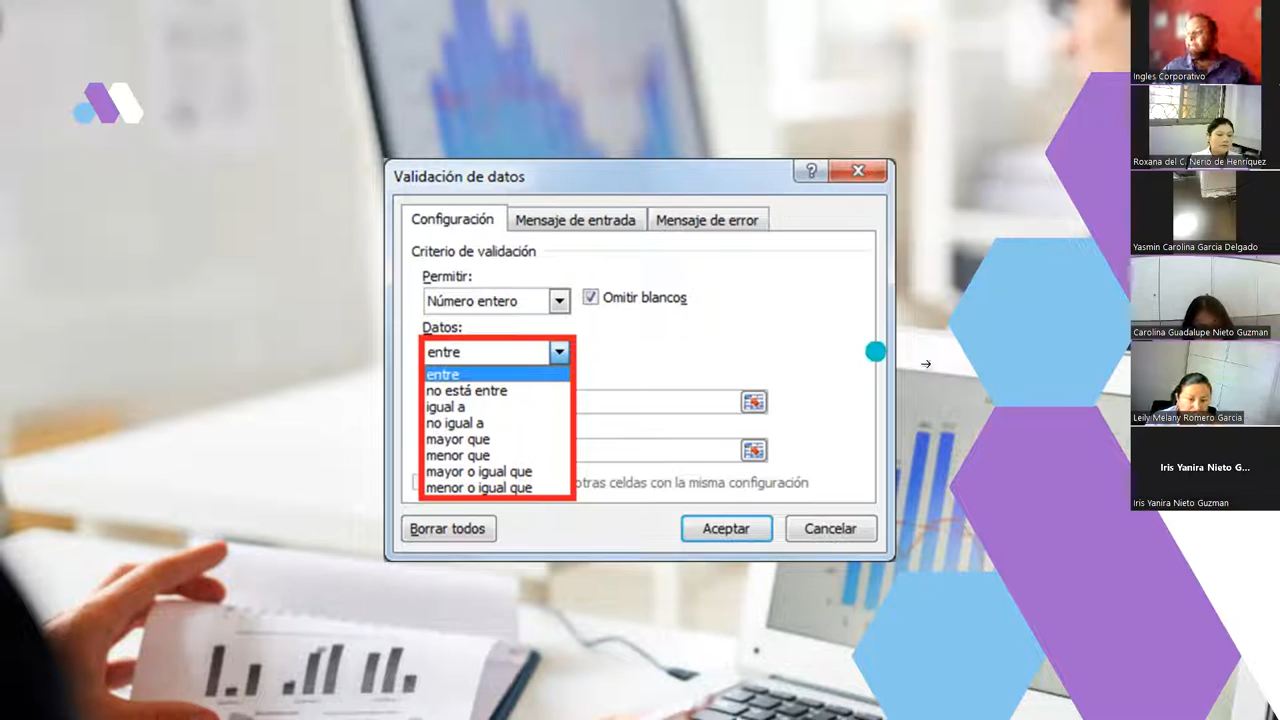 Validación de datos
Configuración
Mensaje de entrada
Mensaje de error
Criterio de validación
Permitir:
Número entero
Omitir blancos
Datos:
entre
entre
no está entre
igual a
no igual a
mayor que
menor que
mayor o igual que
menor o igual que
otras celdas con la misma configuración
Borrar todos
Aceptar
Cancelar
Ingles Corporativo
Roxana del C. Nerio de Henríquez
Yasmin Carolina Garcia Delgado
Carolina Guadalupe Nieto Guzman
Leily Melany Romero Garcia
Iris Yanira Nieto G...
Iris Yanira Nieto Guzman